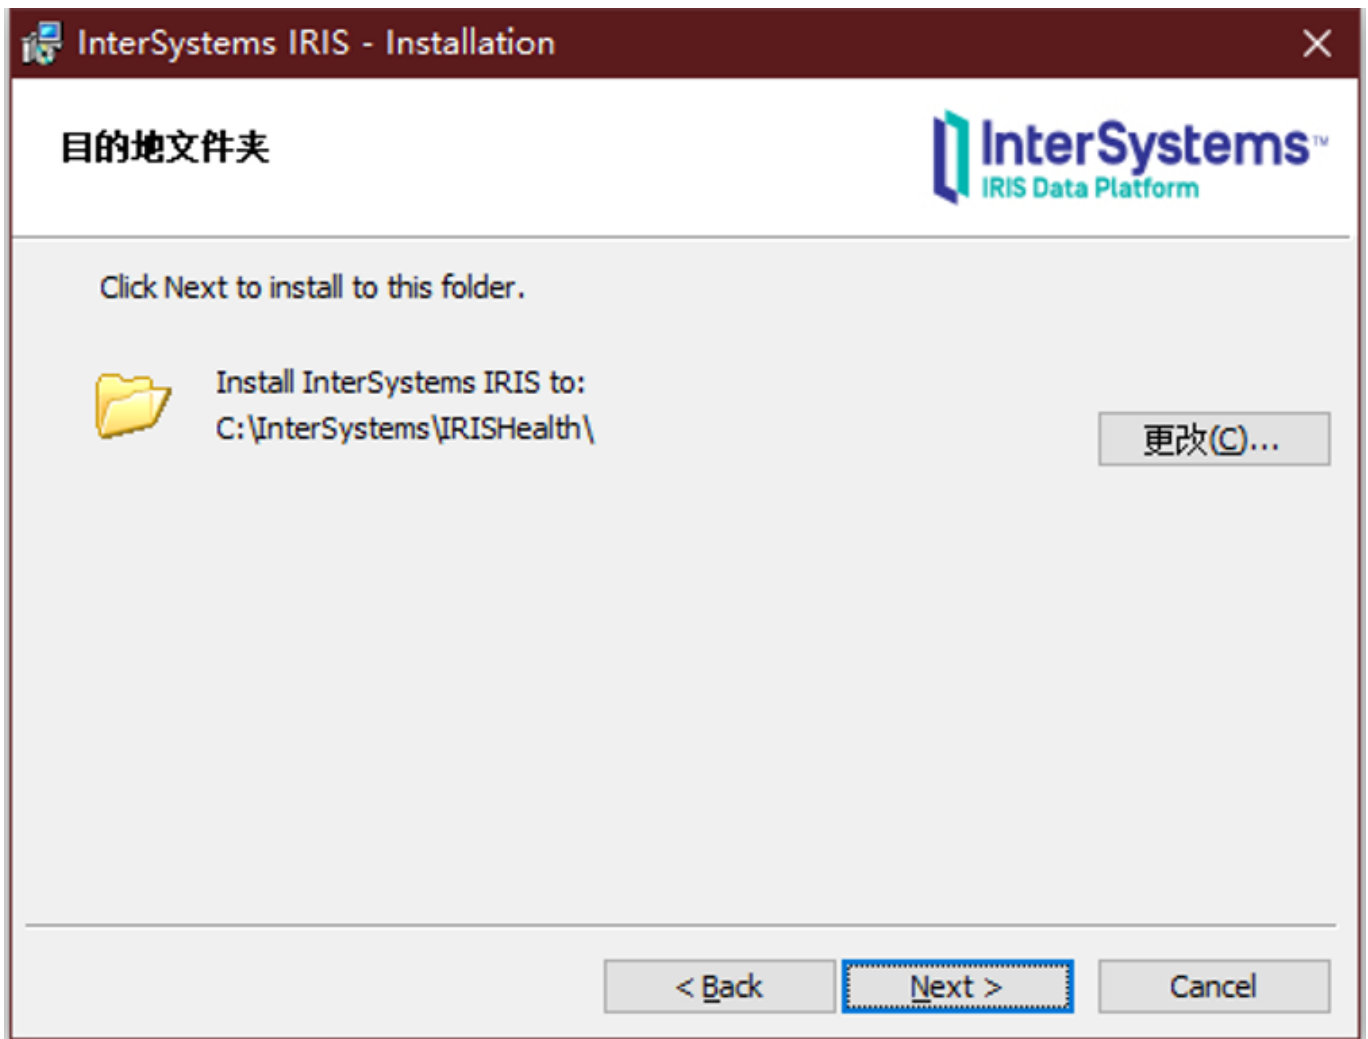 InterSystems IRIS - Installation
目的地文件夹
InterSystems™
IRIS Data Platform
Click Next to install to this folder.
Install InterSystems IRIS to:
C:\InterSystems\IRISHealth\
更改(C)...
< Back
Next >
Cancel